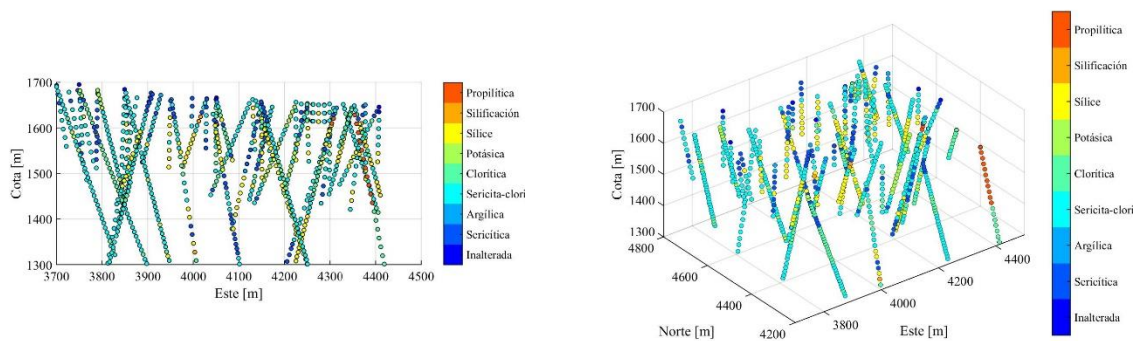 1700
1600
1500
1400
1300
Cota [m]
3700 3800 3900 4000 4100 4200 4300 4400 4500
Este [m]
Propilítica
Silificación
Sílice
Potásica
Clorítica
Sericita-clori
Argílica
Sericítica
Inalterada
1700
1600
1500
1400
1300
Cota [m]
4800
4600
4400
4200
Norte [m]
3800
4000
4200
4400
Este [m]
Propilítica
Silificación
Sílice
Potásica
Clorítica
Sericita-clori
Argílica
Sericítica
Inalterada